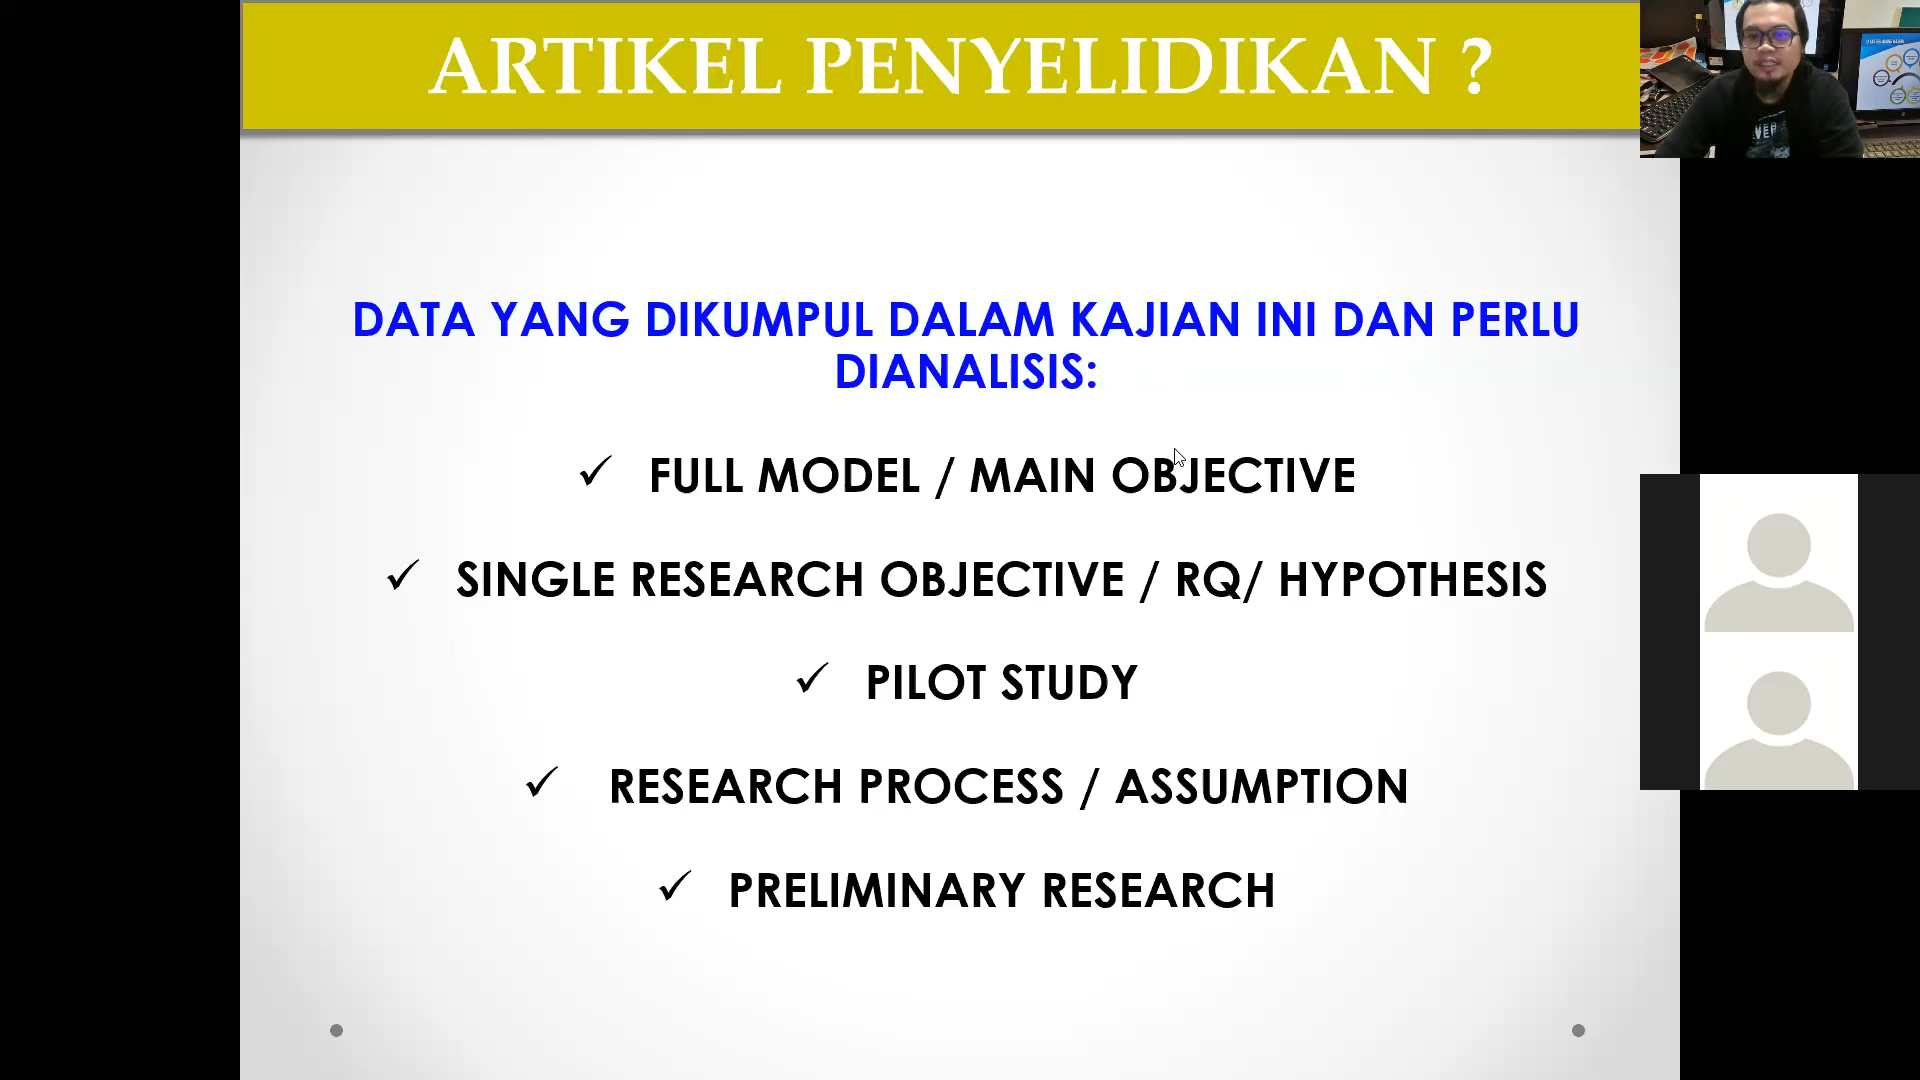 ARTIKEL PENYELIDIKAN ?
DATA YANG DIKUMPUL DALAM KAJIAN INI DAN PERLU
DIANALISIS:
✓ FULL MODEL / MAIN OBJECTIVE
✓ SINGLE RESEARCH OBJECTIVE / RQ/ HYPOTHESIS
✓ PILOT STUDY
✓ RESEARCH PROCESS / ASSUMPTION
✓ PRELIMINARY RESEARCH